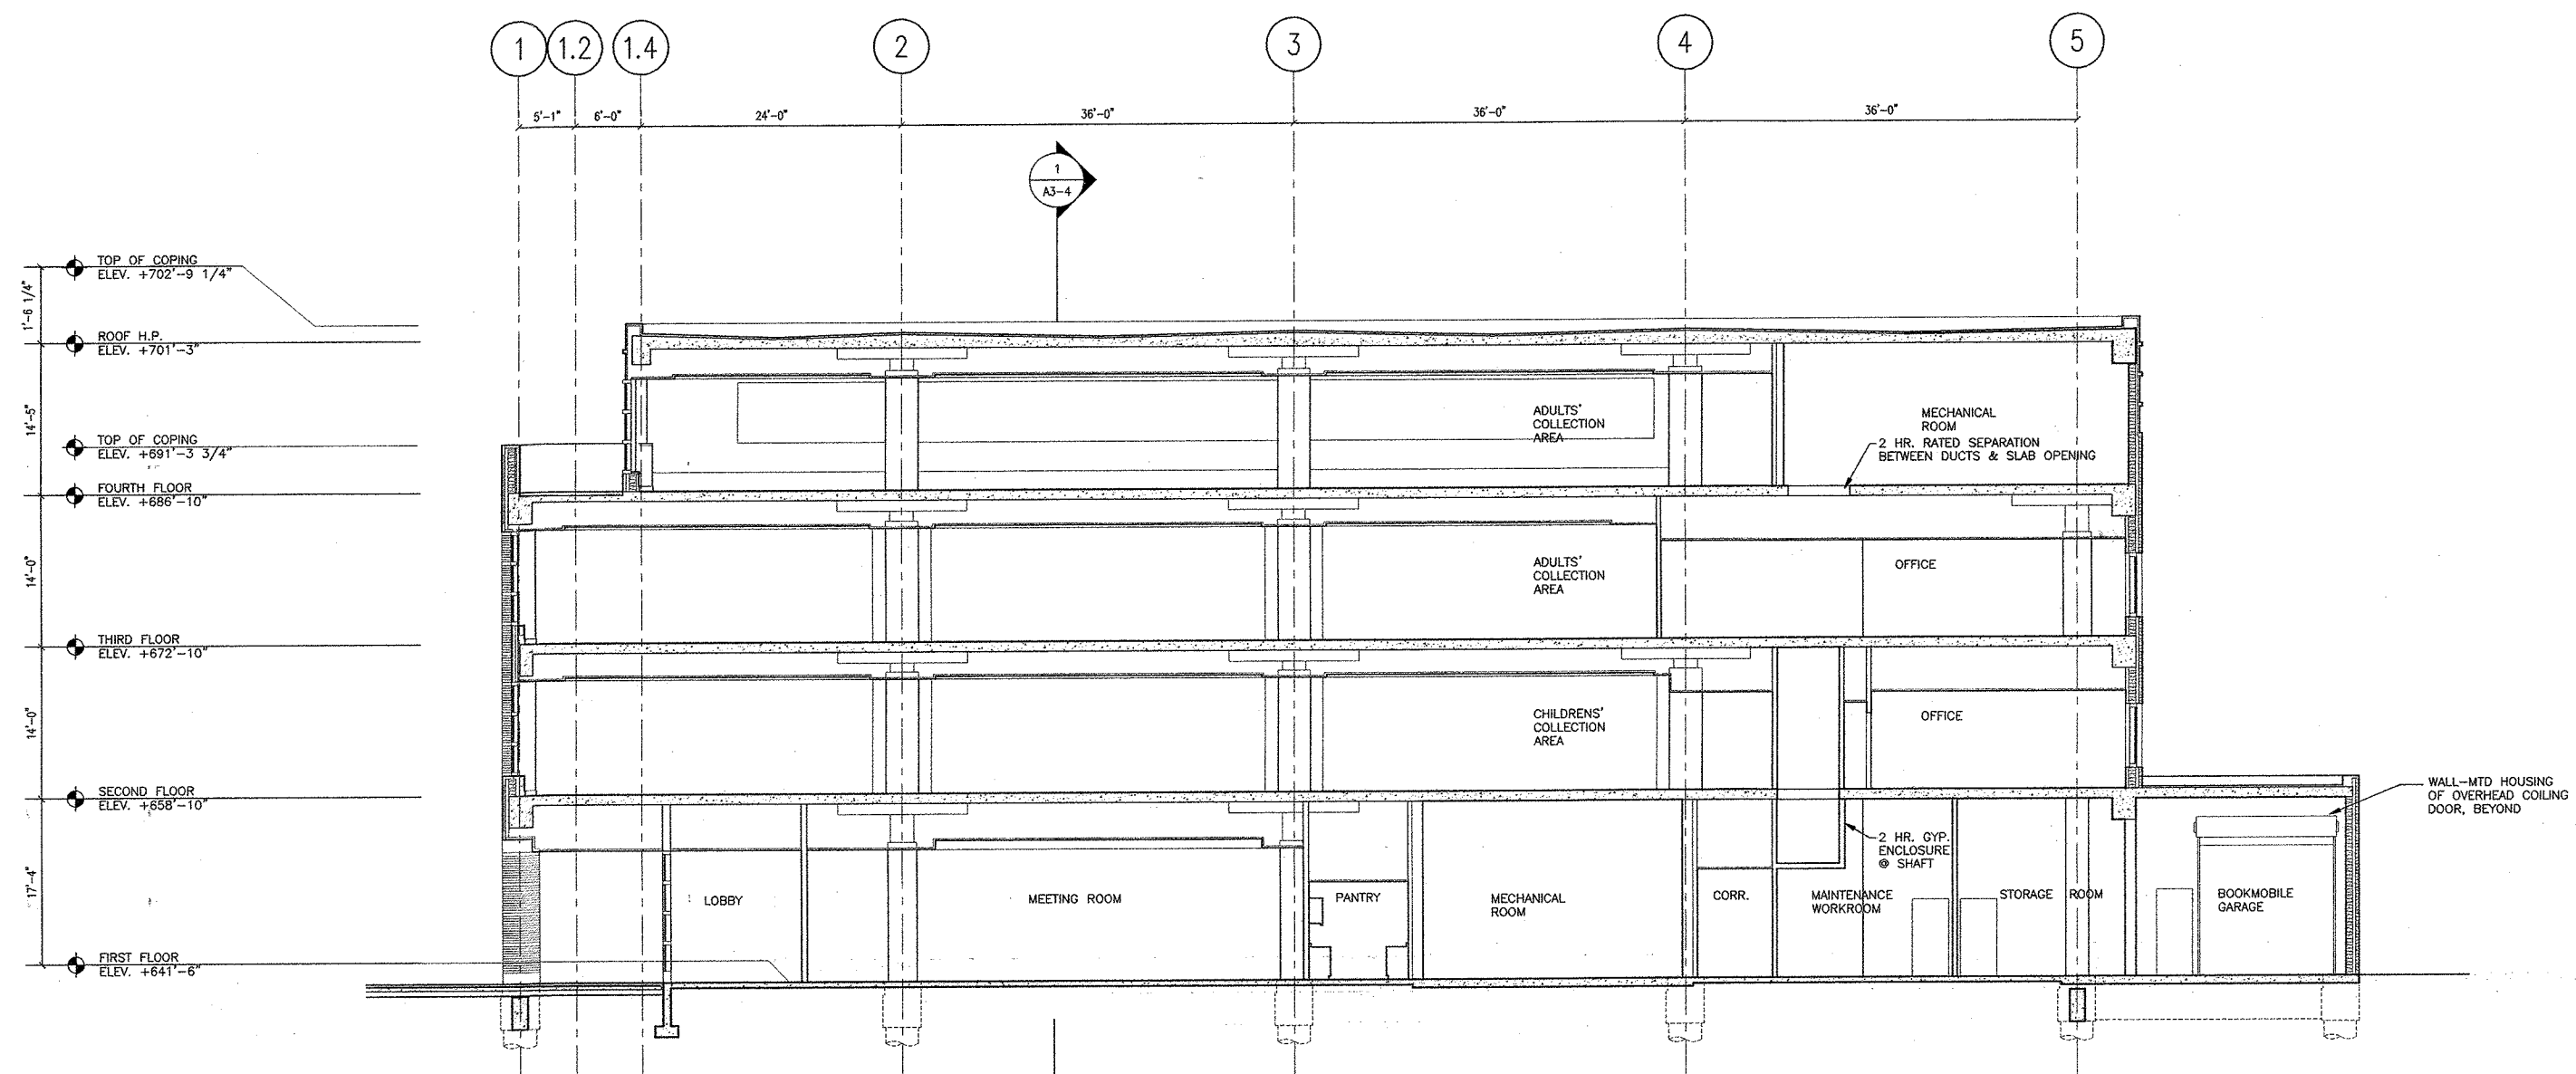 1 1.2 1.4 2 3 4 5
5'-1" 6'-0" 24'-0" 36'-0" 36'-0" 36'-0"
1
A3-4
TOP OF COPING
ELEV. +702'-9 1/4"
1'-6 1/4"
ROOF H.P.
ELEV. +701'-3"
14'-5"
TOP OF COPING
ELEV. +691'-3 3/4"
FOURTH FLOOR
ELEV. +686'-10"
14'-0"
THIRD FLOOR
ELEV. +672'-10"
14'-0"
SECOND FLOOR
ELEV. +658'-10"
17'-4"
FIRST FLOOR
ELEV. +641'-6"
ADULTS'
COLLECTION
AREA
MECHANICAL
ROOM
2 HR. RATED SEPARATION
BETWEEN DUCTS & SLAB OPENING
ADULTS'
COLLECTION
AREA
OFFICE
CHILDRENS'
COLLECTION
AREA
OFFICE
WALL-MTD HOUSING
OF OVERHEAD COILING
DOOR, BEYOND
2 HR. GYP.
ENCLOSURE
@ SHAFT
LOBBY
MEETING ROOM
PANTRY
MECHANICAL
ROOM
CORR.
MAINTENANCE
WORKROOM
STORAGE ROOM
BOOKMOBILE
GARAGE